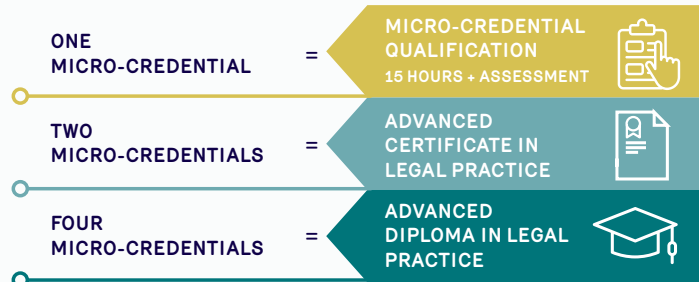 ONE
MICRO-CREDENTIAL
=
MICRO-CREDENTIAL
QUALIFICATION
15 HOURS + ASSESSMENT
TWO
MICRO-CREDENTIALS
=
ADVANCED
CERTIFICATE IN
LEGAL PRACTICE
FOUR
MICRO-CREDENTIALS
=
ADVANCED
DIPLOMA IN LEGAL
PRACTICE